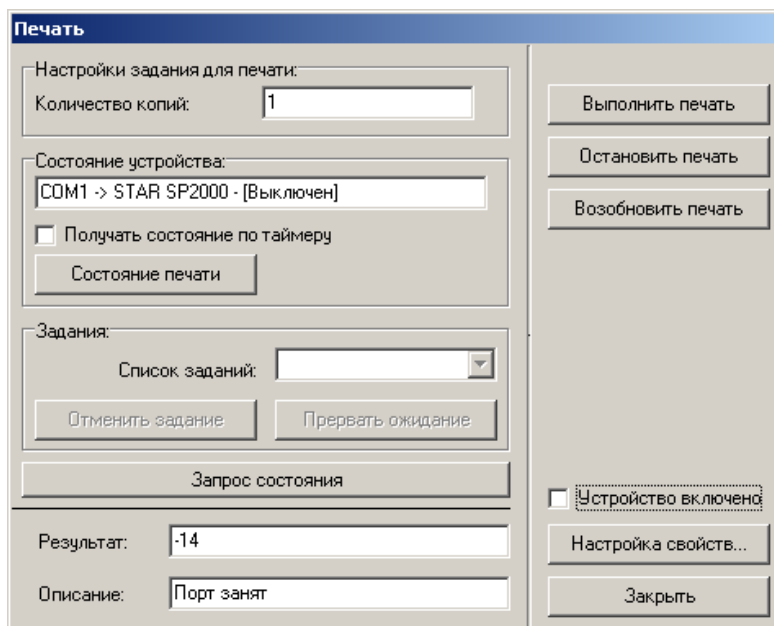 Печать
Настройки задания для печати:
Количество копий: 1
Состояние устройства:
COM1 -> STAR SP2000 - [Выключен]
Получать состояние по таймеру
Состояние печати
Задания:
Список заданий:
Отменить задание Прервать ожидание
Запрос состояния
Результат: -14
Описание: Порт занят
Выполнить печать
Остановить печать
Возобновить печать
Устройство включено
Настройка свойств...
Закрыть